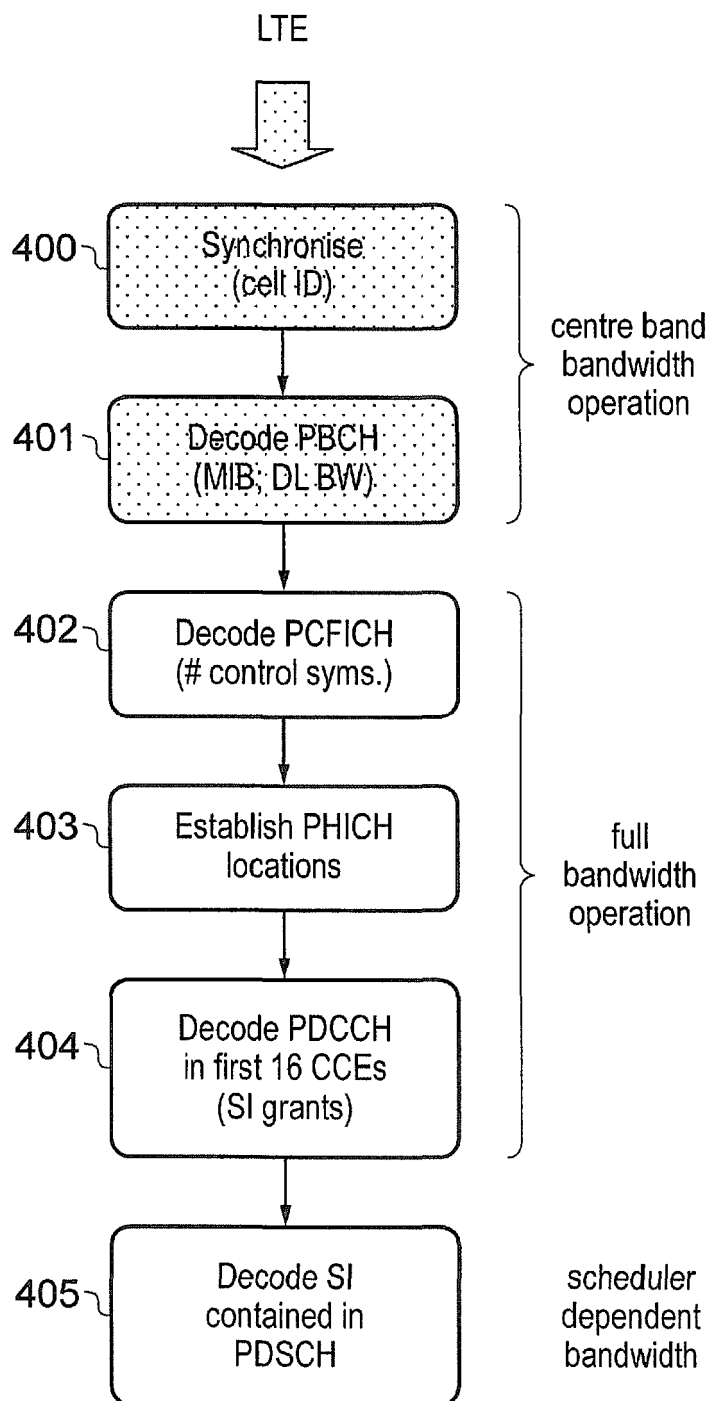 LTE
400
Synchronise
(cell ID)
centre band
bandwidth
operation
401
Decode PBCH
(MIB; DL BW)
402
Decode PCFICH
(# control syms.)
403
Establish PHICH
locations
full
bandwidth
operation
404
Decode PDCCH
in first 16 CCEs
(SI grants)
405
Decode SI
contained in
PDSCH
scheduler
dependent
bandwidth